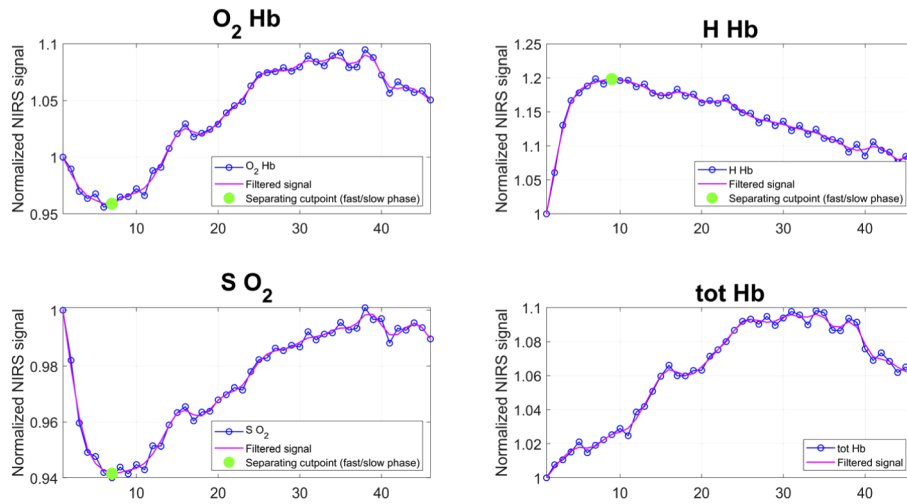 O2 Hb
Normalized NIRS signal
1.1
1.05
1
0.95
10
20
30
40
O2 Hb
Filtered signal
Separating cutpoint (fast/slow phase)
H Hb
Normalized NIRS signal
1.25
1.2
1.15
1.1
1.05
1
10
20
30
40
H Hb
Filtered signal
Separating cutpoint (fast/slow phase)
S O2
Normalized NIRS signal
1
0.98
0.96
0.94
10
20
30
40
S O2
Filtered signal
Separating cutpoint (fast/slow phase)
tot Hb
Normalized NIRS signal
1.1
1.08
1.06
1.04
1.02
1
10
20
30
40
tot Hb
Filtered signal